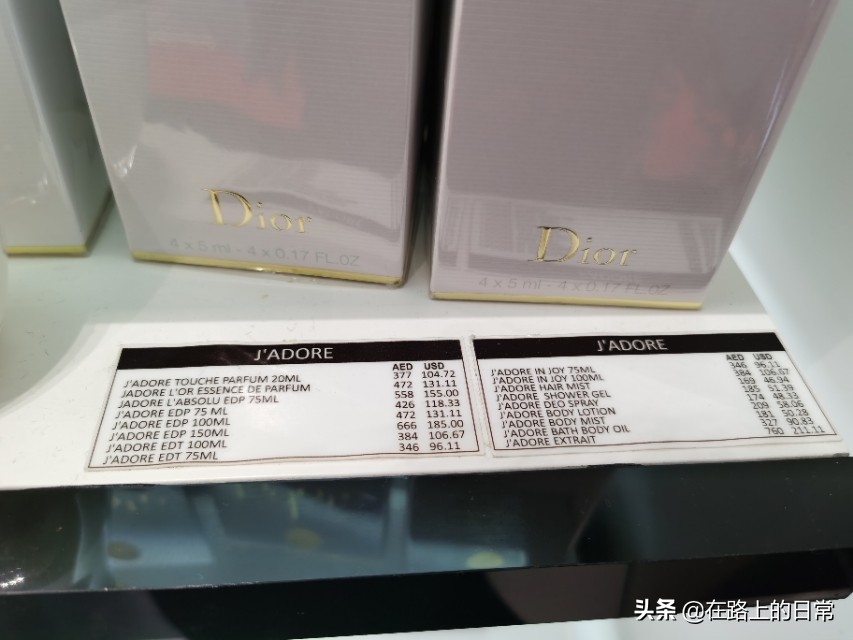 Dior
4 x 5 ml - 4 x 0.17 FL.OZ
Dior
4 x 5 ml - 4 x 0.17 FL.OZ
J'ADORE
AED USD
J'ADORE TOUCHE PARFUM 20ML 377 104.72
J'ADORE L'OR ESSENCE DE PARFUM 472 131.11
J'ADORE L'ABSOLU EDP 75ML 558 155.00
J'ADORE EDP 75 ML 426 118.33
J'ADORE EDP 100ML 472 131.11
J'ADORE EDP 150ML 666 185.00
J'ADORE EDT 100ML 384 106.67
J'ADORE EDT 75ML 346 96.11
J'ADORE
AED USD
J'ADORE IN JOY 75ML 346 96.11
J'ADORE IN JOY 100ML 384 106.67
J'ADORE HAIR MIST 169 46.94
J'ADORE SHOWER GEL 185 51.39
J'ADORE DEO SPRAY 174 48.33
J'ADORE BODY LOTION 209 58.06
J'ADORE BODY MIST 181 50.28
J'ADORE BATH BODY OIL 327 90.83
J'ADORE EXTRAIT 760 211.11
头条 @在路上的日常